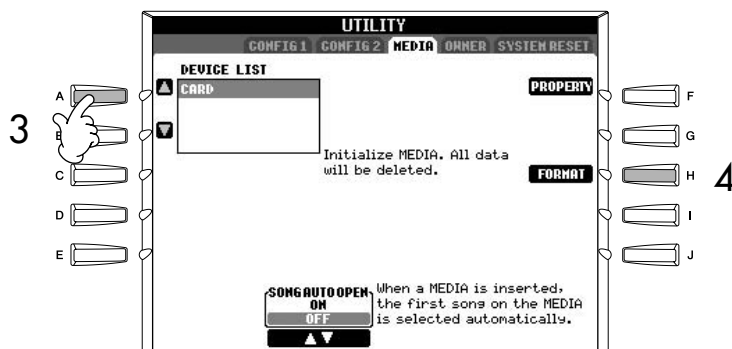 UTILITY
CONFIG 1 CONFIG 2 MEDIA OWNER SYSTEM RESET
DEVICE LIST
CARD
PROPERTY
Initialize MEDIA. All data
will be deleted.
FORMAT
SONG AUTO OPEN
ON
OFF
When a MEDIA is inserted,
the first song on the MEDIA
is selected automatically.
A
B
C
D
E
F
G
H
I
J
3
4